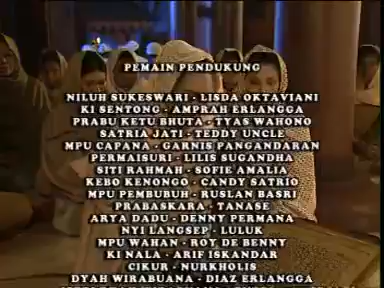 PEMAIN PENDUKUNG
NILUH SUKESWARI - LISDA OKTAVIANI
KI SENTONG - AMPRAH ERLANGGA
PRABU KETU BHUTA - TYAS WAHONO
SATRIA JATI - TEDDY UNCLE
MPU CAPANA - GARNIS PANGANDARAN
PERMAISURI - LILIS SUGANDHA
SITI RAHMAH - SOFIE AMALIA
KEBO KENONGO - CANDY SATRIO
MPU PEMBURUH - RUSLAN BASRI
PRABASKARA - TANASE
ARYA DADU - DENNY PERMANA
NYI LANGSEP - LULUK
MPU WAHAN - ROY DE BENNY
KI NALA - ARIF ISKANDAR
CIKUR - NURKHOLIS
DYAH WIRABUANA - DIAZ ERLANGGA